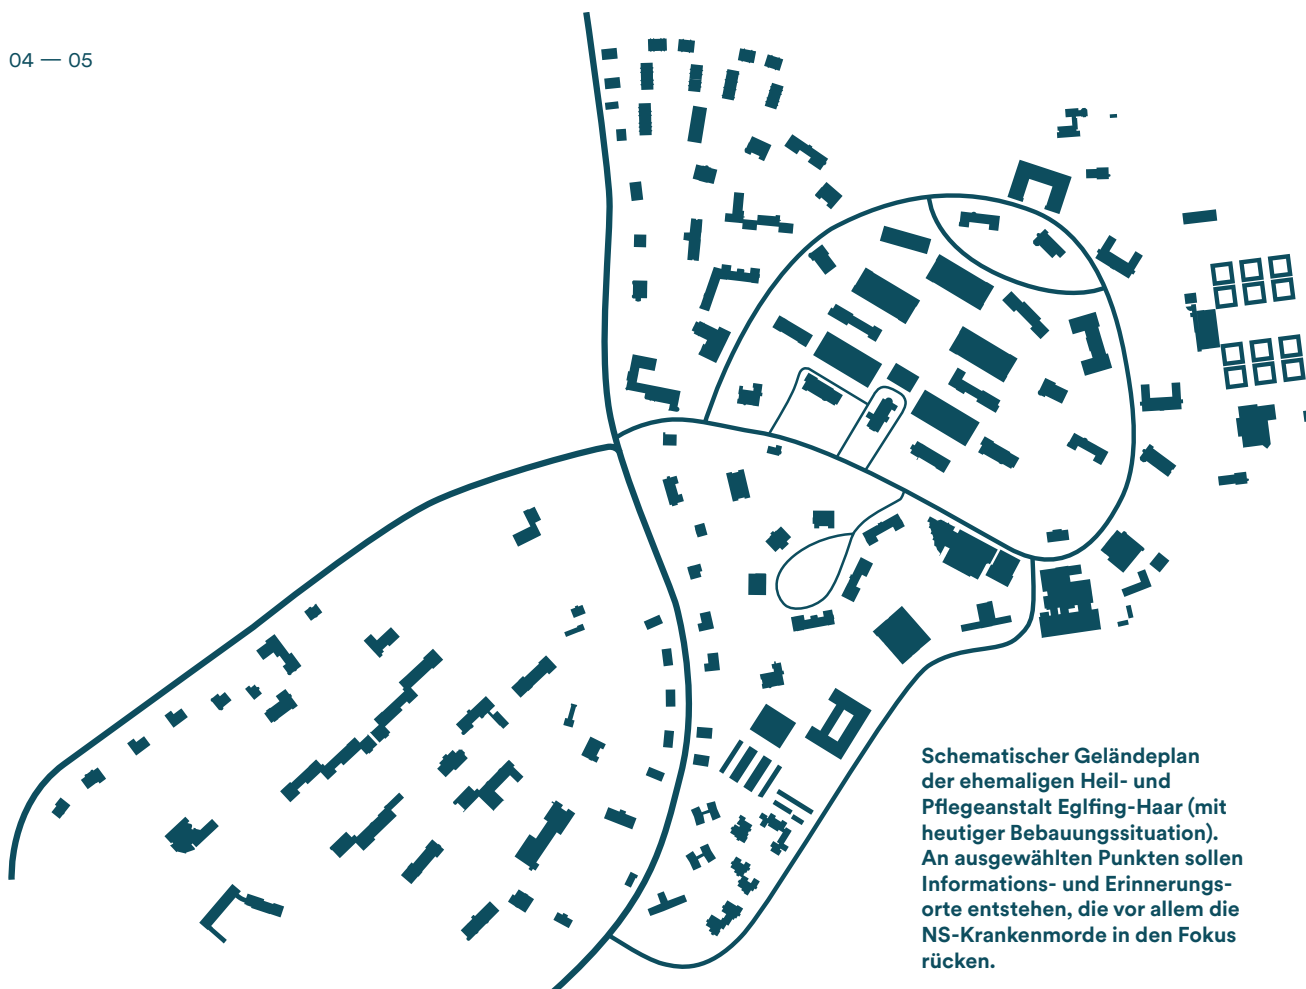 04 — 05
Schematischer Geländeplan
der ehemaligen Heil- und
Pflegeanstalt Eglfing-Haar (mit
heutiger Bebauungssituation).
An ausgewählten Punkten sollen
Informations- und Erinnerungs-
orte entstehen, die vor allem die
NS-Krankenmorde in den Fokus
rücken.